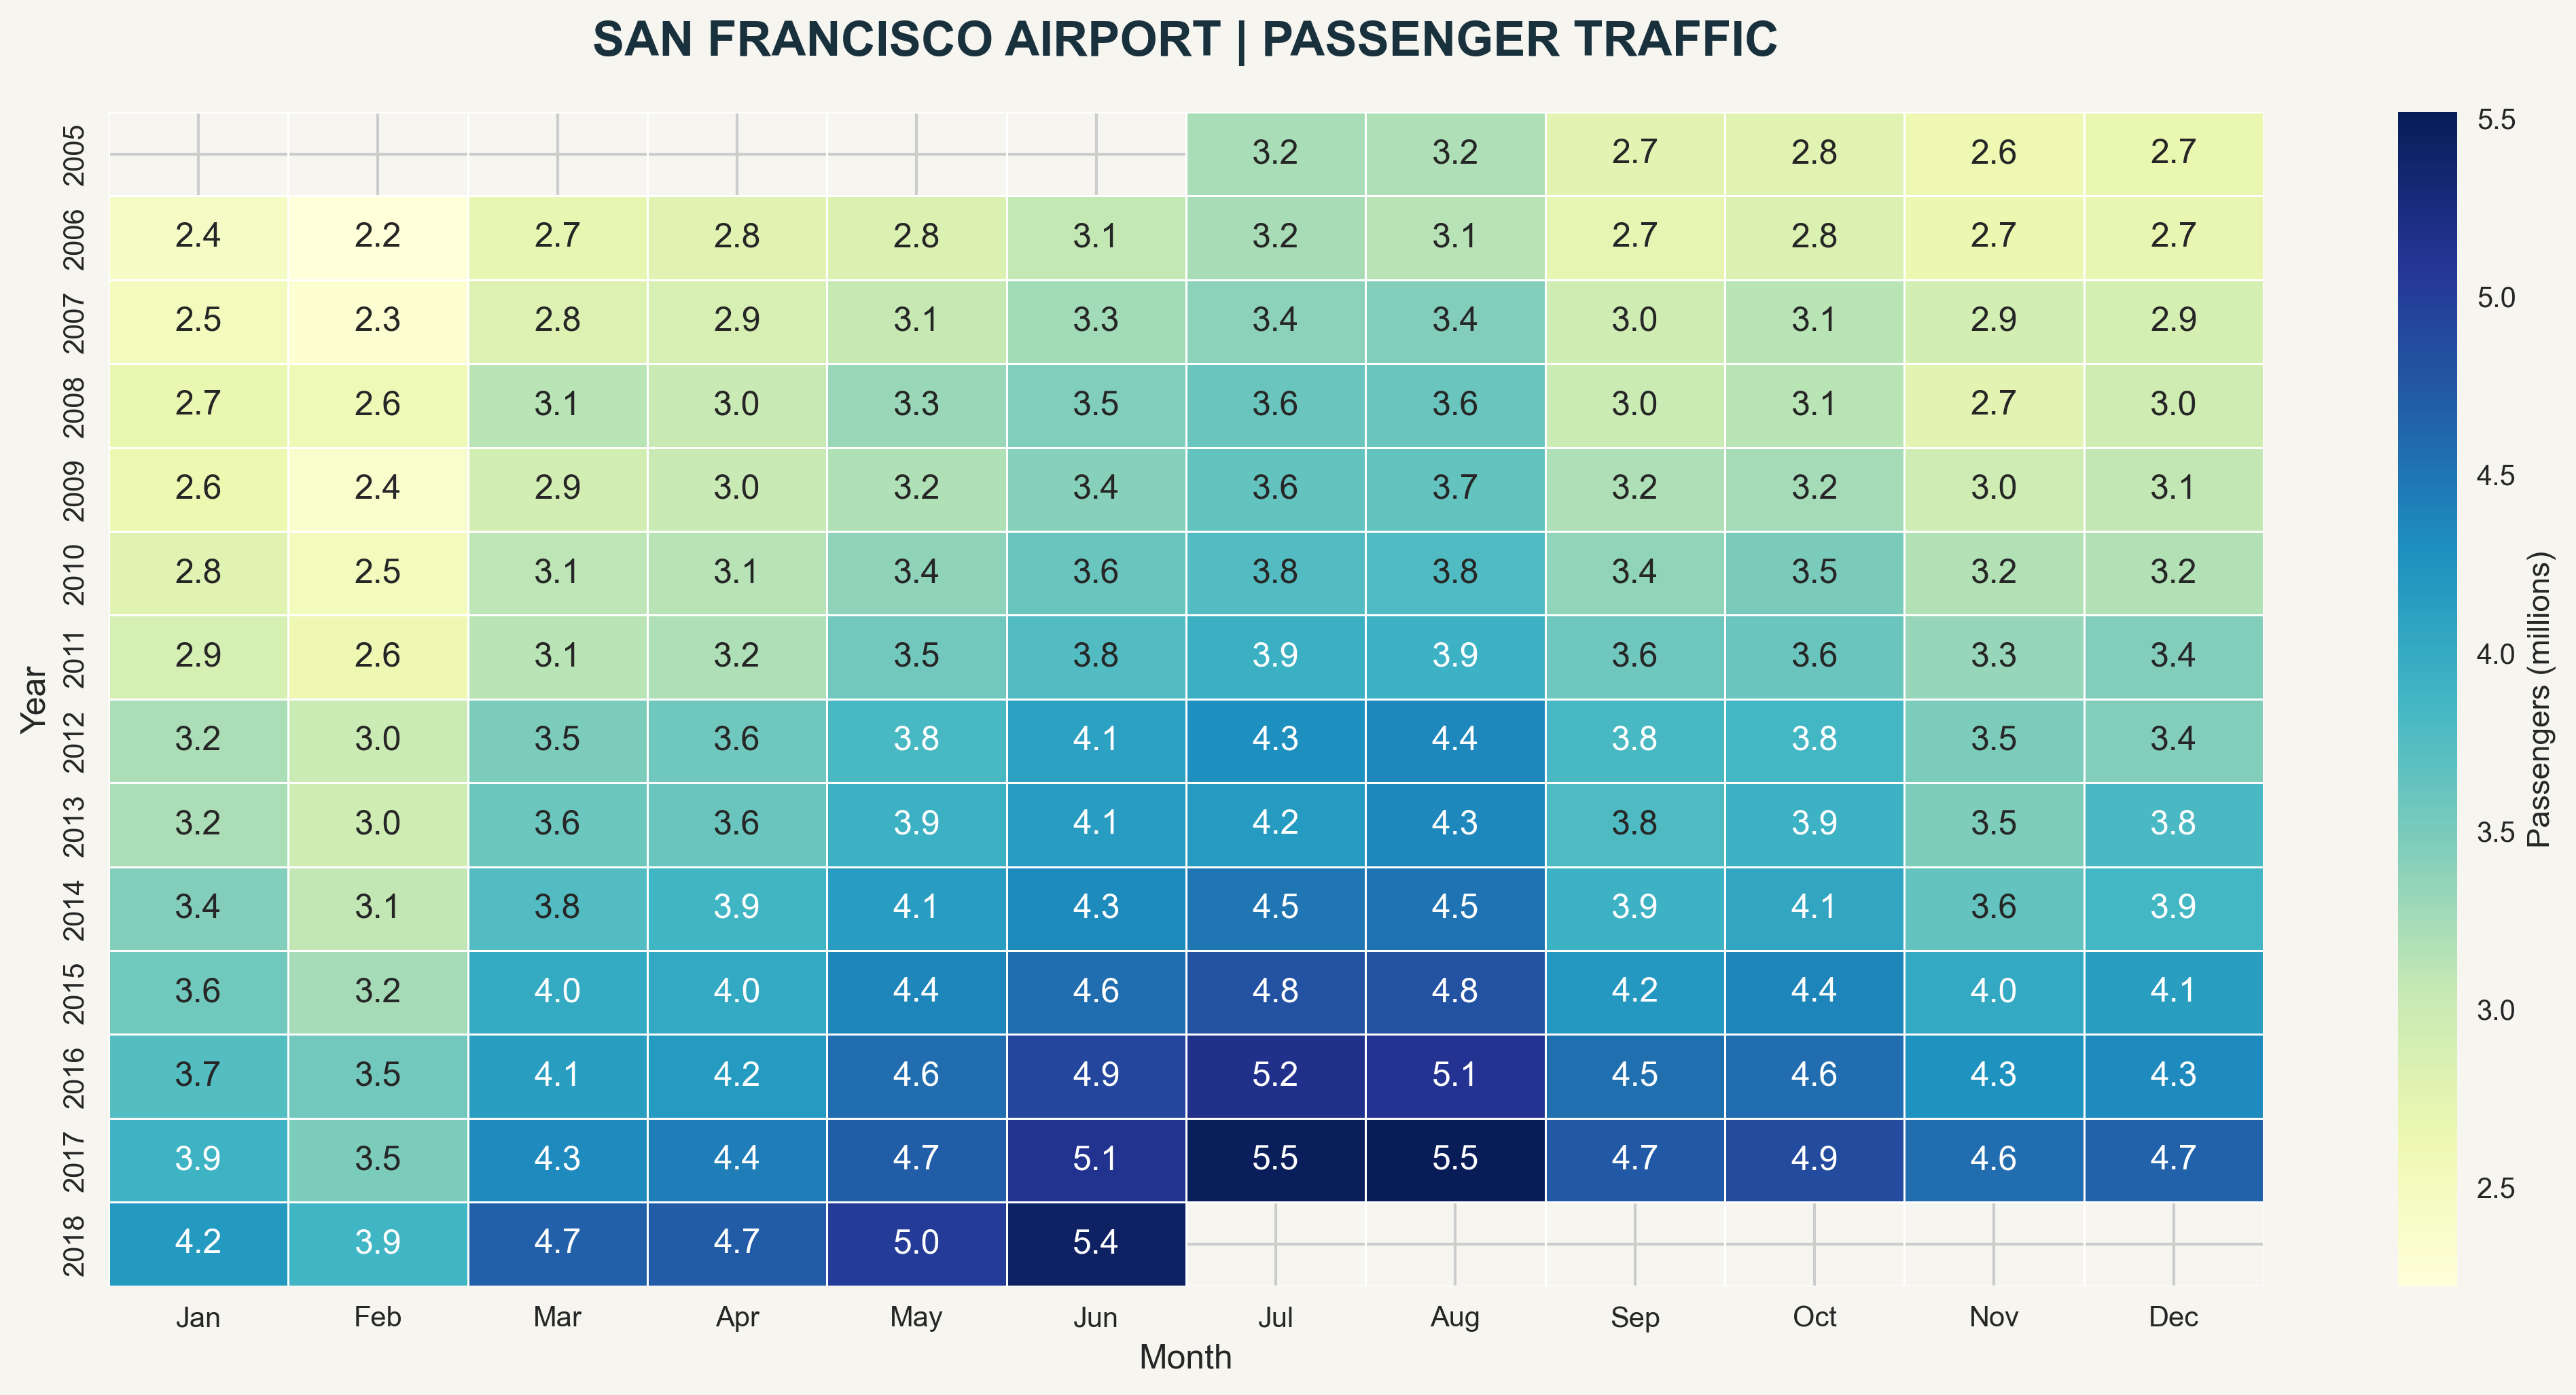 SAN FRANCISCO AIRPORT | PASSENGER TRAFFIC
2005 3.2 3.2 2.7 2.8 2.6 2.7
2006 2.4 2.2 2.7 2.8 2.8 3.1 3.2 3.1 2.7 2.8 2.7 2.7
2007 2.5 2.3 2.8 2.9 3.1 3.3 3.4 3.4 3.0 3.1 2.9 2.9
2008 2.7 2.6 3.1 3.0 3.3 3.5 3.6 3.6 3.0 3.1 2.7 3.0
2009 2.6 2.4 2.9 3.0 3.2 3.4 3.6 3.7 3.2 3.2 3.0 3.1
2010 2.8 2.5 3.1 3.1 3.4 3.6 3.8 3.8 3.4 3.5 3.2 3.2
2011 2.9 2.6 3.1 3.2 3.5 3.8 3.9 3.9 3.6 3.6 3.3 3.4
2012 3.2 3.0 3.5 3.6 3.8 4.1 4.3 4.4 3.8 3.8 3.5 3.4
2013 3.2 3.0 3.6 3.6 3.9 4.1 4.2 4.3 3.8 3.9 3.5 3.8
2014 3.4 3.1 3.8 3.9 4.1 4.3 4.5 4.5 3.9 4.1 3.6 3.9
2015 3.6 3.2 4.0 4.0 4.4 4.6 4.8 4.8 4.2 4.4 4.0 4.1
2016 3.7 3.5 4.1 4.2 4.6 4.9 5.2 5.1 4.5 4.6 4.3 4.3
2017 3.9 3.5 4.3 4.4 4.7 5.1 5.5 5.5 4.7 4.9 4.6 4.7
2018 4.2 3.9 4.7 4.7 5.0 5.4
Jan Feb Mar Apr May Jun Jul Aug Sep Oct Nov Dec
Month
Year
5.5
5.0
4.5
4.0
3.5
3.0
2.5
Passengers (millions)